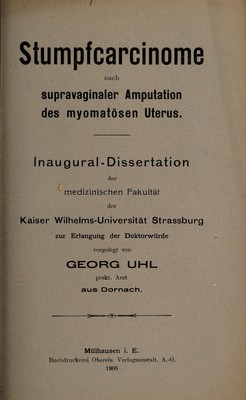 Stumpfcarcinome
nach
supravaginaler Amputation
des myomatösen Uterus.
Inaugural-Dissertation
der
medizinischen Fakultät
der
Kaiser Wilhelms-Universität Strassburg
zur Erlangung der Doktorwürde
vorgelegt von
GEORG UHL
prakt. Arzt
aus Dornach.
Mülhausen i. E.
Buchdruckerei Oberels. Verlagsanstalt, A.-G.
1908